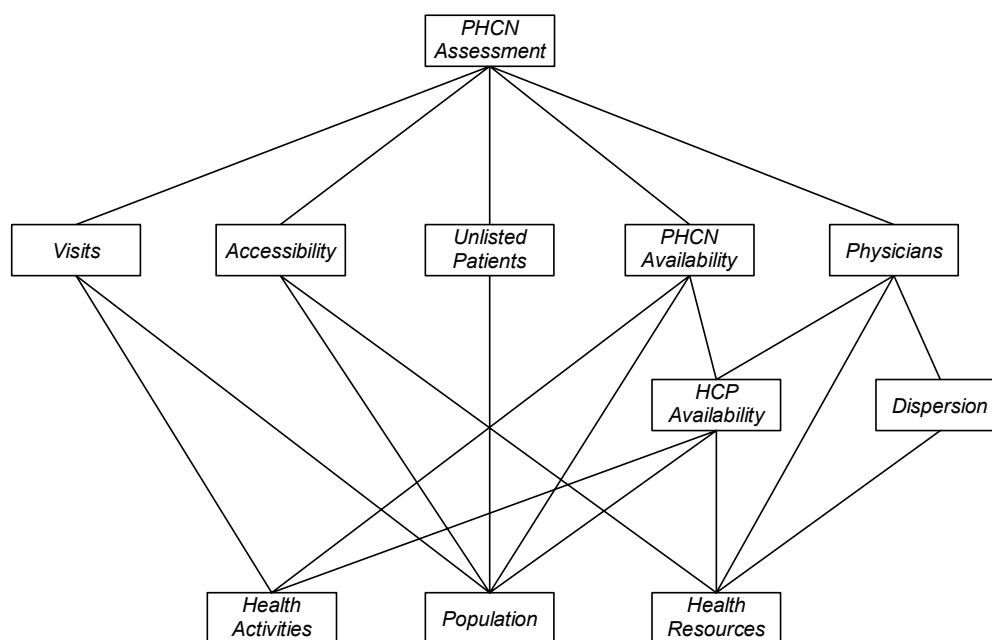 PHCN
Assessment
Visits
Accessibility
Unlisted
Patients
PHCN
Availability
Physicians
HCP
Availability
Dispersion
Health
Activities
Population
Health
Resources